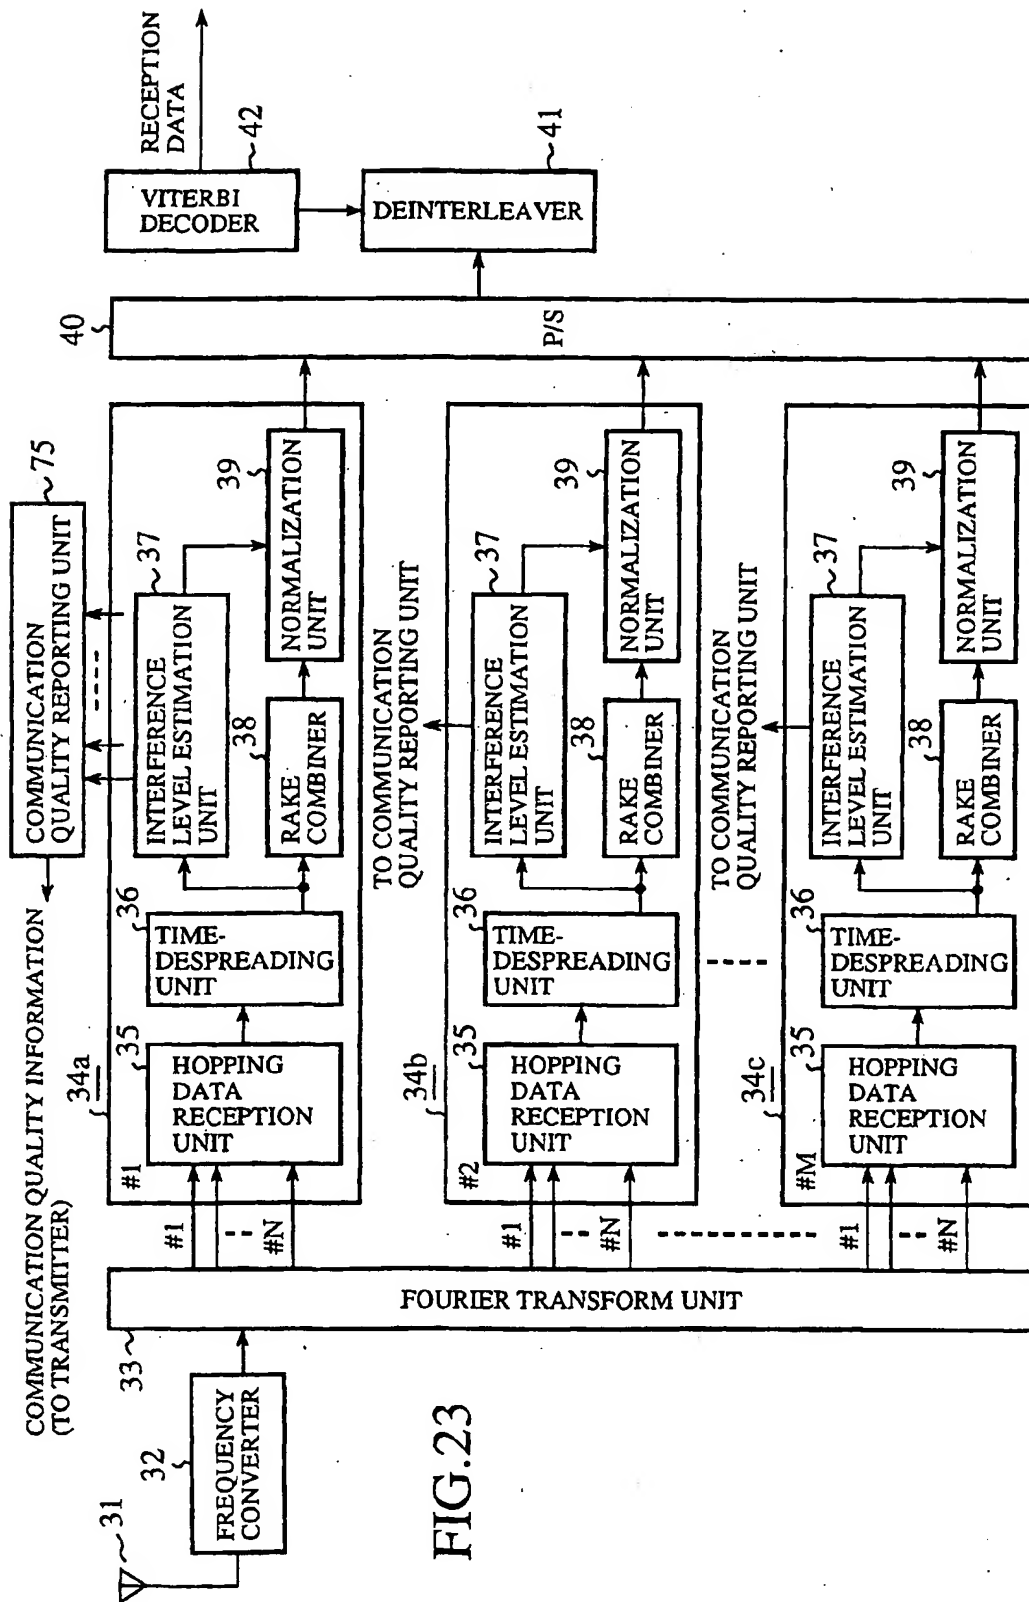 FIG.23
31
32
FREQUENCY
CONVERTER
33
FOURIER TRANSFORM UNIT
COMMUNICATION QUALITY INFORMATION
(TO TRANSMITTER)
COMMUNICATION
QUALITY REPORTING UNIT
75
#1
#N
34a
#1
35
HOPPING
DATA
RECEPTION
UNIT
36
TIME-
DESPREADING
UNIT
INTERFERENCE
LEVEL ESTIMATION
UNIT
37
38
RAKE
COMBINER
39
NORMALIZATION
UNIT
TO COMMUNICATION
QUALITY REPORTING UNIT
#1
#N
34b
#2
35
HOPPING
DATA
RECEPTION
UNIT
36
TIME-
DESPREADING
UNIT
INTERFERENCE
LEVEL ESTIMATION
UNIT
37
38
RAKE
COMBINER
39
NORMALIZATION
UNIT
TO COMMUNICATION
QUALITY REPORTING UNIT
#1
#N
34c
#M
35
HOPPING
DATA
RECEPTION
UNIT
36
TIME-
DESPREADING
UNIT
INTERFERENCE
LEVEL ESTIMATION
UNIT
37
38
RAKE
COMBINER
39
NORMALIZATION
UNIT
40
P/S
DEINTERLEAVER
41
VITERBI
DECODER
42
RECEPTION
DATA